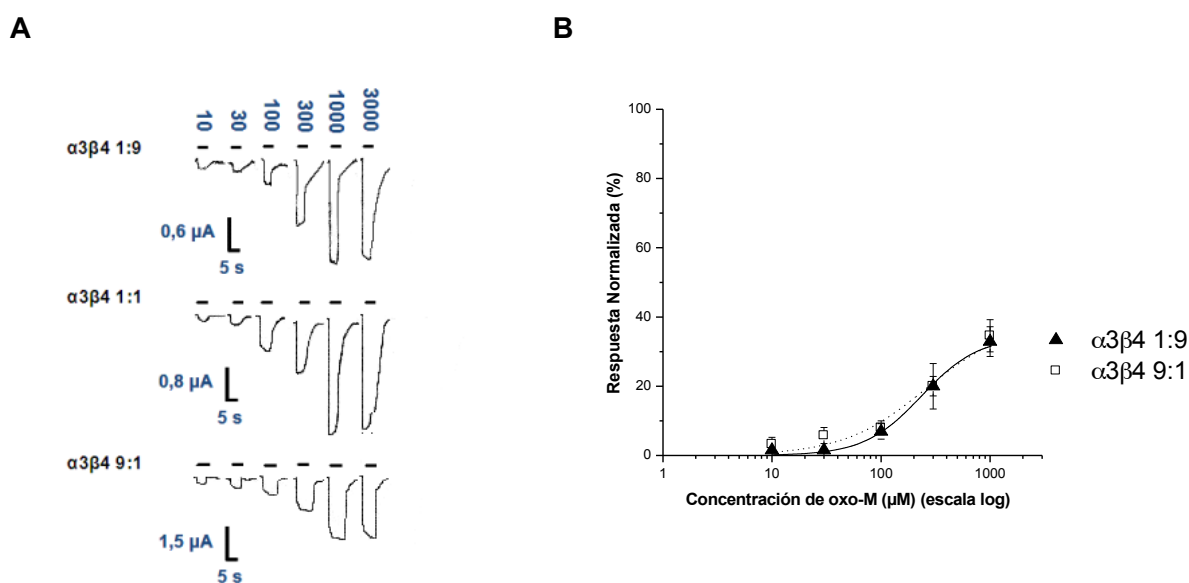 A
10 30 100 300 1000 3000
α3β4 1:9
0,6 µA
5 s
α3β4 1:1
0,8 µA
5 s
α3β4 9:1
1,5 µA
5 s
B
100
80
60
40
20
0
Respuesta Normalizada (%)
1 10 100 1000
Concentración de oxo-M (µM) (escala log)
α3β4 1:9
α3β4 9:1